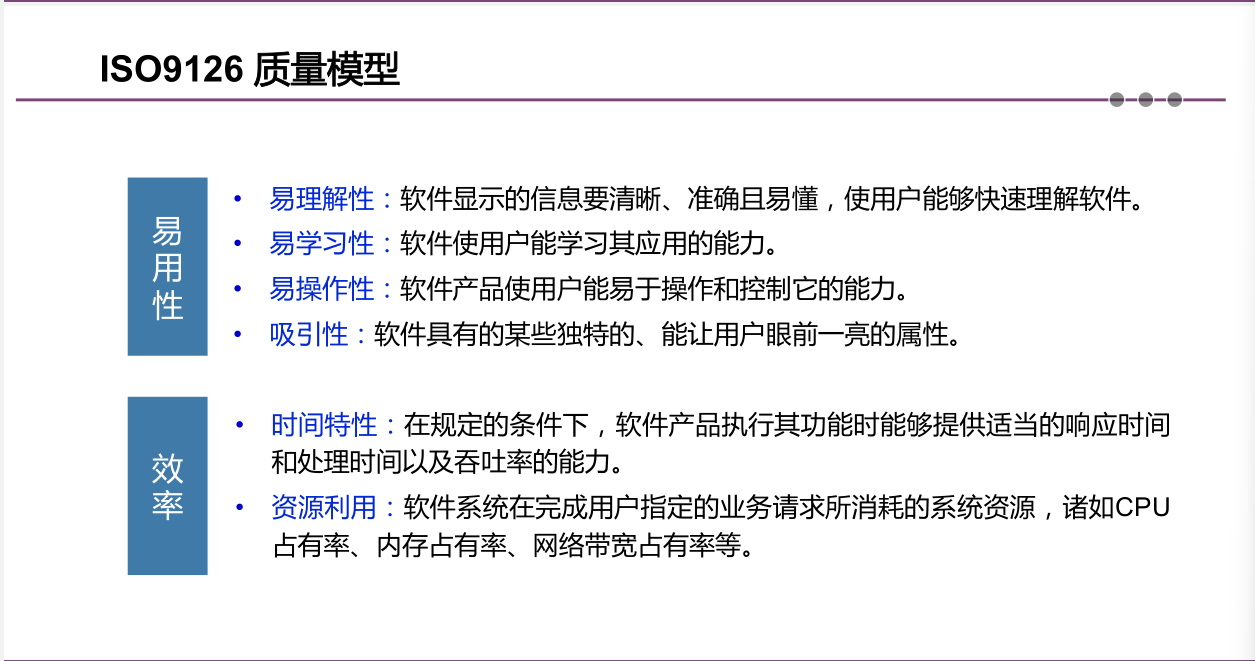 ISO9126 质量模型
易用性
• 易理解性：软件显示的信息要清晰、准确且易懂，使用户能够快速理解软件。
• 易学习性：软件使用户能学习其应用的能力。
• 易操作性：软件产品使用户能易于操作和控制它的能力。
• 吸引性：软件具有的某些独特的、能让用户眼前一亮的属性。
效率
• 时间特性：在规定的条件下，软件产品执行其功能时能够提供适当的响应时间
和处理时间以及吞吐率的能力。
• 资源利用：软件系统在完成用户指定的业务请求所消耗的系统资源，诸如CPU
占有率、内存占有率、网络带宽占有率等。